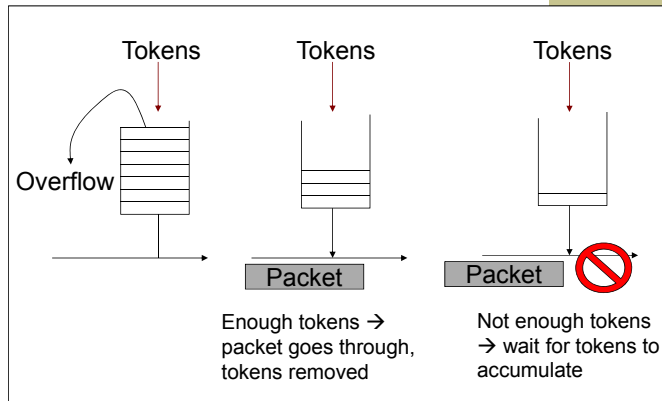 Tokens
Tokens
Tokens
Overflow
Packet
Packet
Enough tokens →
packet goes through,
tokens removed
Not enough tokens
→ wait for tokens to
accumulate